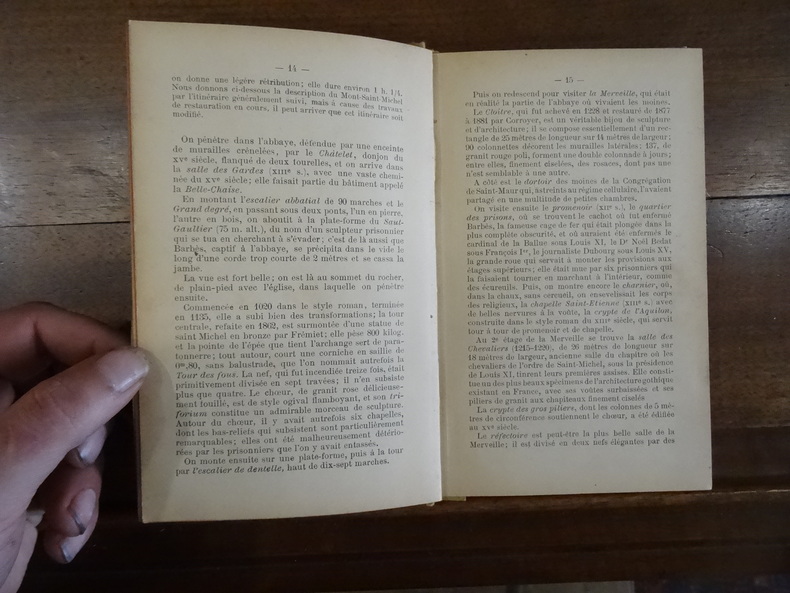 — 14 —
on donne une légère rétribution; elle dure environ 1 h. 1/4.
Nous donnons ci-dessous la description du Mont-Saint-Michel
par l'itinéraire généralement suivi, mais à cause des travaux
de restauration en cours, il peut arriver que cet itinéraire soit
modifié.
On pénètre dans l'abbaye, défendue par une enceinte
de murailles crénelées, par le Châtelet, donjon du
XVe siècle, flanqué de deux tourelles, et on arrive dans
la salle des Gardes (XIIIe s.), avec une vaste chemi-
née du XVe siècle; elle faisait partie du bâtiment appelé
la Belle-Chaise.
En montant l'escalier abbatial de 90 marches et le
Grand degré, en passant sous deux ponts, l'un en pierre,
l'autre en bois, on aboutit à la plate-forme du Saut-
Gaultier (75 m. alt.), du nom d'un sculpteur prisonnier
qui se tua en cherchant à s'évader; c'est de là aussi que
Barbès, captif à l'abbaye, se précipita dans le vide le
long d'une corde trop courte de 2 mètres et se cassa la
jambe.
La vue est fort belle; on est là au sommet du rocher,
de plain-pied avec l'église, dans laquelle on pénètre
ensuite.
Commencée en 1020 dans le style roman, terminée
en 1135, elle a subi bien des transformations; la tour
centrale, refaite en 1862, est surmontée d'une statue de
saint Michel en bronze par Frémiet; elle pèse 800 kilog.
et la pointe de l'épée que tient l'archange sert de para-
tonnerre; tout autour, court une corniche en saillie de
0m,80, sans balustrade, que l'on nommait autrefois la
Tour des fous. La nef, qui fut incendiée treize fois, était
primitivement divisée en sept travées; il n'en subsiste
plus que quatre. Le chœur, de granit rose délicieuse-
ment fouillé, est de style ogival flamboyant, et son tri-
forium constitue un admirable morceau de sculpture.
Autour du chœur, il y avait autrefois six chapelles,
dont les bas-reliefs qui subsistent sont particulièrement
remarquables; elles ont été malheureusement détério-
rées par les prisonniers que l'on y avait entassés.
On monte ensuite sur une plate-forme, puis à la tour
par l'escalier de dentelle, haut de dix-sept marches.
— 15 —
Puis on redescend pour visiter la Merveille, qui était
en réalité la partie de l'abbaye où vivaient les moines.
Le Cloître, qui fut achevé en 1228 et restauré de 1877
à 1881 par Corroyer, est un véritable bijou de sculpture
et d'architecture; il se compose essentiellement d'un rec-
tangle de 25 mètres de longueur sur 14 mètres de largeur;
90 colonnettes décorent les murailles latérales; 137, de
granit rouge poli, forment une double colonnade à jours;
entre elles, finement ciselées, des rosaces, dont pas une
n'est semblable à une autre.
A côté est le dortoir des moines de la Congrégation
de Saint-Maur qui, astreints au régime cellulaire, l'avaient
partagé en une multitude de petites chambres.
On visite ensuite le promenoir (XIIe s.), le quartier
des prisons, où se trouvent le cachot où fut enfermé
Barbès, la fameuse cage de fer qui était plongée dans la
plus complète obscurité, et où auraient été enfermés le
cardinal de la Ballue sous Louis XI, le Dr Noël Bedat
sous François Ier, le journaliste Dubourg sous Louis XV,
la grande roue qui servait à monter les provisions aux
étages supérieurs; elle était mue par six prisonniers qui
la faisaient tourner en marchant à l'intérieur, comme
des écureuils. Puis, on montre encore le charnier, où,
dans la chaux, sans cercueil, on ensevelissait les corps
des religieux, la chapelle Saint-Etienne (XIIIe s.) avec
de belles nervures à la voûte, la crypte de l'Aquilon,
construite dans le style roman du XIIIe siècle, qui servit
tour à tour de promenoir et de chapelle.
Au 2e étage de la Merveille se trouve la salle des
Chevaliers (1215-1220), de 26 mètres de longueur sur
18 mètres de largeur, ancienne salle du chapitre où les
chevaliers de l'ordre de Saint-Michel, sous la présidence
de Louis XI, tinrent leurs premières assises. Elle consti-
tue un des plus beaux spécimens de l'architecture gothique
existant en France, avec ses voûtes surbaissées et ses
piliers de granit aux chapiteaux finement ciselés
La crypte des gros piliers, dont les colonnes de 5 mè-
tres de circonférence soutiennent le chœur, a été édifiée
au XVe siècle.
Le réfectoire est peut-être la plus belle salle de la
Merveille; il est divisé en deux nefs élégantes par des